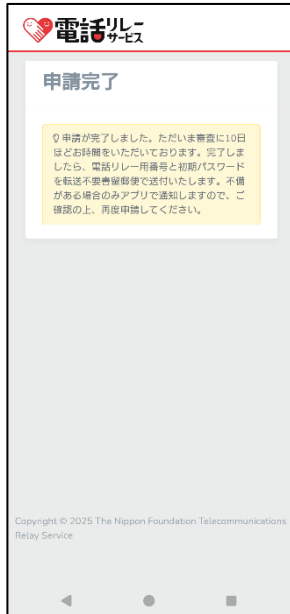 電話リレーサービス
申請完了
申請が完了しました。ただいま審査に10日
ほどお時間をいただいております。完了しま
したら、電話リレー用番号と初期パスワード
を転送不要書留郵便で送付いたします。不備
がある場合のみアプリで通知しますので、ご
確認の上、再度申請してください。
Copyright © 2025 The Nippon Foundation Telecommunications
Relay Service